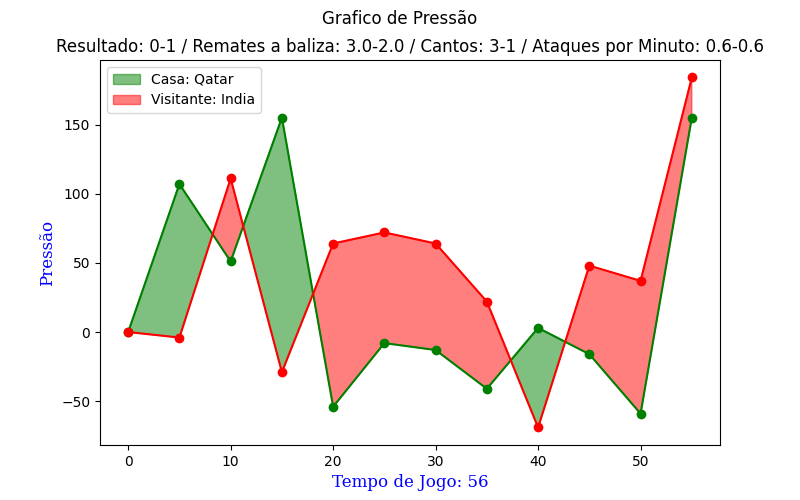 Grafico de Pressão
Resultado: 0-1 / Remates a baliza: 3.0-2.0 / Cantos: 3-1 / Ataques por Minuto: 0.6-0.6
Casa: Qatar
Visitante: India
Pressão
150
100
50
0
−50
0 10 20 30 40 50
Tempo de Jogo: 56